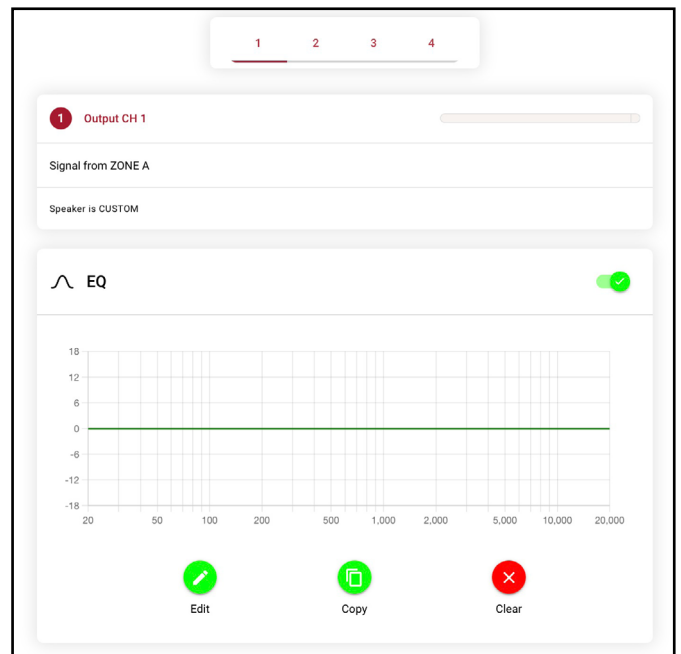 1 2 3 4
1 Output CH 1
Signal from ZONE A
Speaker is CUSTOM
EQ
18
12
6
0
-6
-12
-18
20 50 100 200 500 1,000 2,000 5,000 10,000 20,000
Edit Copy Clear